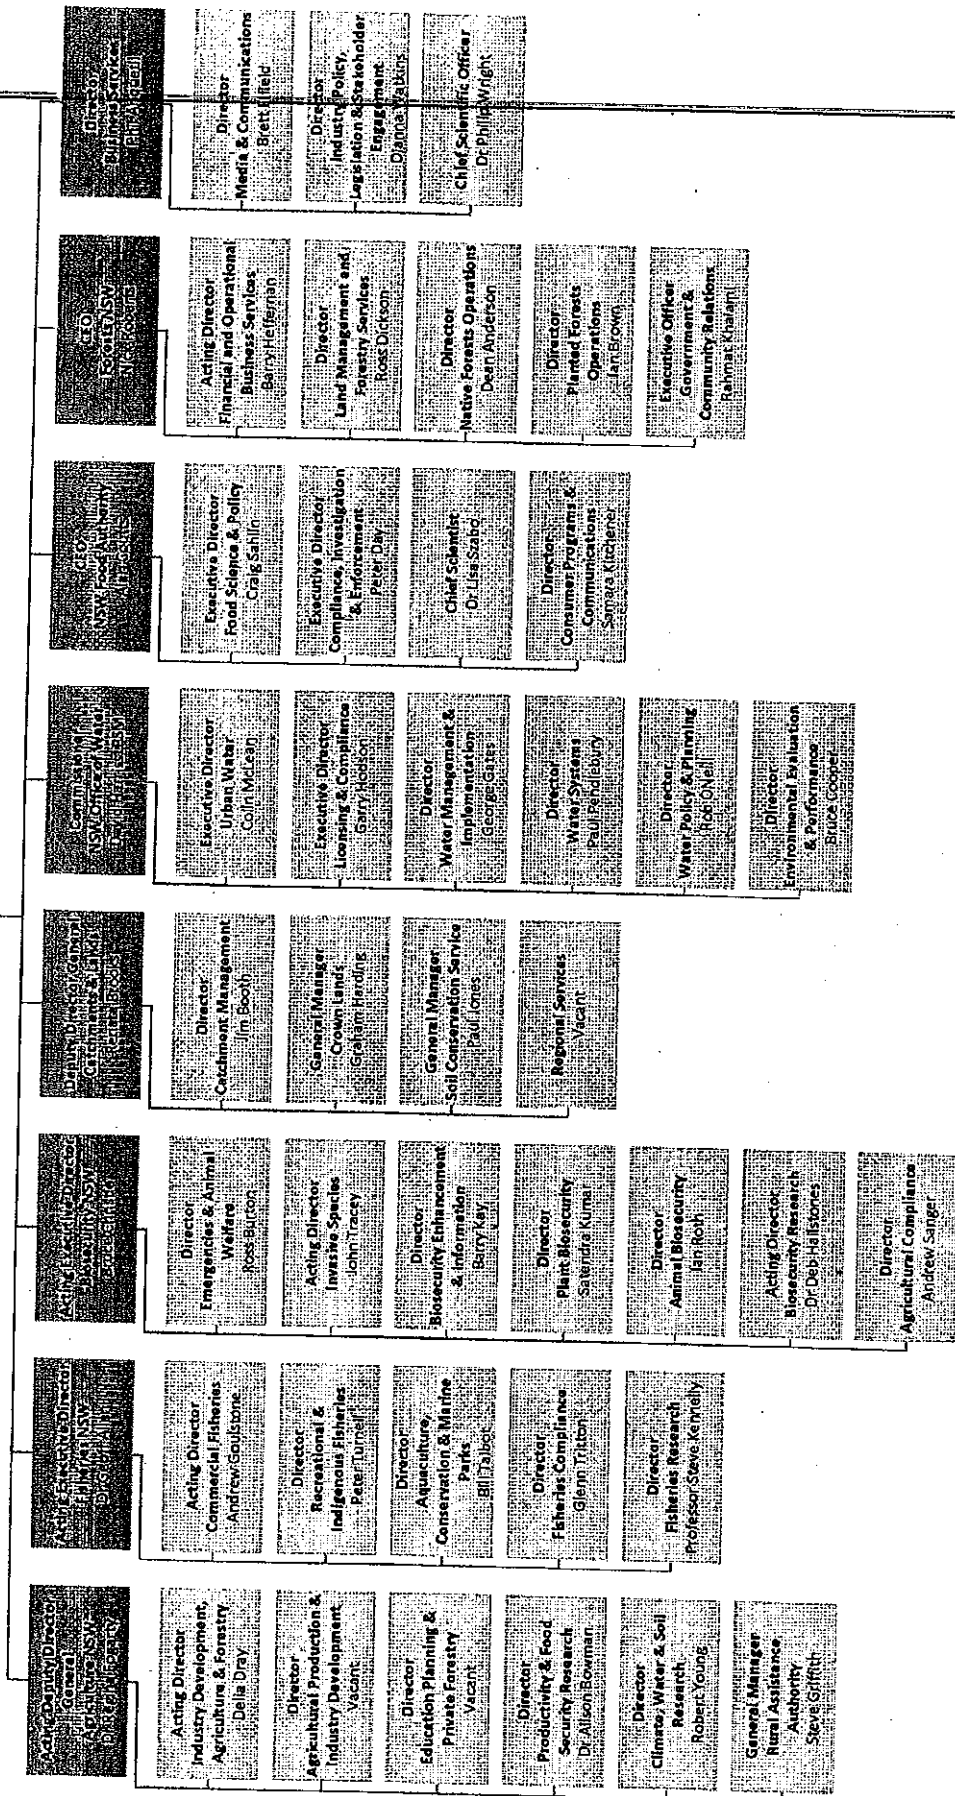 Acting Deputy Director
General
Agriculture NSW
Acting Director
Industry Development,
Agriculture & Forestry
Delia Dray
Director
Agricultural Production &
Industry Development
Vacant
Director
Education Planning &
Private Forestry
Vacant
Director
Productivity & Food
Security Research
Dr Alison Bowman
Director
Climate, Water & Soil
Research
Robert Young
General Manager
Rural Assistance
Authority
Steve Griffith
Acting Executive Director
Fisheries NSW
Acting Director
Commercial Fisheries
Andrew Goulstone
Director
Recreational &
Indigenous Fisheries
Peter Turnell
Director
Aquaculture,
Conservation & Marine
Parks
Bill Talbot
Director
Fisheries Compliance
Glenn Tritton
Director
Fisheries Research
Professor Steve Kennelly
Acting Executive Director
Biosecurity NSW
Director
Emergencies & Animal
Welfare
Ross Burton
Acting Director
Invasive Species
John Tracey
Director
Biosecurity Enhancement
& Information
Barry Kay
Director
Plant Biosecurity
Satendra Kumar
Director
Animal Biosecurity
Ian Roth
Acting Director
Biosecurity Research
Dr Deb Hailstones
Director
Agricultural Compliance
Andrew Sanger
Deputy Director General
Catchments & Lands
Director
Catchment Management
Jim Booth
General Manager
Crown Lands
Graham Harding
General Manager
Soil Conservation Service
Paul Jones
Regional Services
Vacant
Commissioner
NSW Office of Water
Executive Director
Urban Water
Colin McLean
Executive Director
Licensing & Compliance
Gary Hodson
Director
Water Management &
Implementation
George Gates
Director
Water Systems
Paul Pendlebury
Director
Water Policy & Planning
Rob ONeill
Director
Environmental Evaluation
& Performance
Bruce Cooper
CEO
NSW Food Authority
Executive Director
Food Science & Policy
Craig Sahlin
Executive Director
Compliance, Investigation
& Enforcement
Peter Day
Chief Scientist
Dr Lisa Szabo
Director
Consumer Programs &
Communications
Samara Kitchener
CEO
Forests NSW
Nick Roberts
Acting Director
Financial and Operational
Business Services
Barry Heffernan
Director
Land Management and
Forestry Services
Ross Dickson
Director
Native Forests Operations
Dean Anderson
Director
Planted Forests
Operations
Ian Brown
Executive Officer
Government &
Community Relations
Rahmat Khaiami
Director
Business Services
Director
Media & Communications
Brett Fifield
Director
Industry Policy,
Legislation & Stakeholder
Engagement
Dianna Watkins
Chief Scientific Officer
Dr Philip Wright